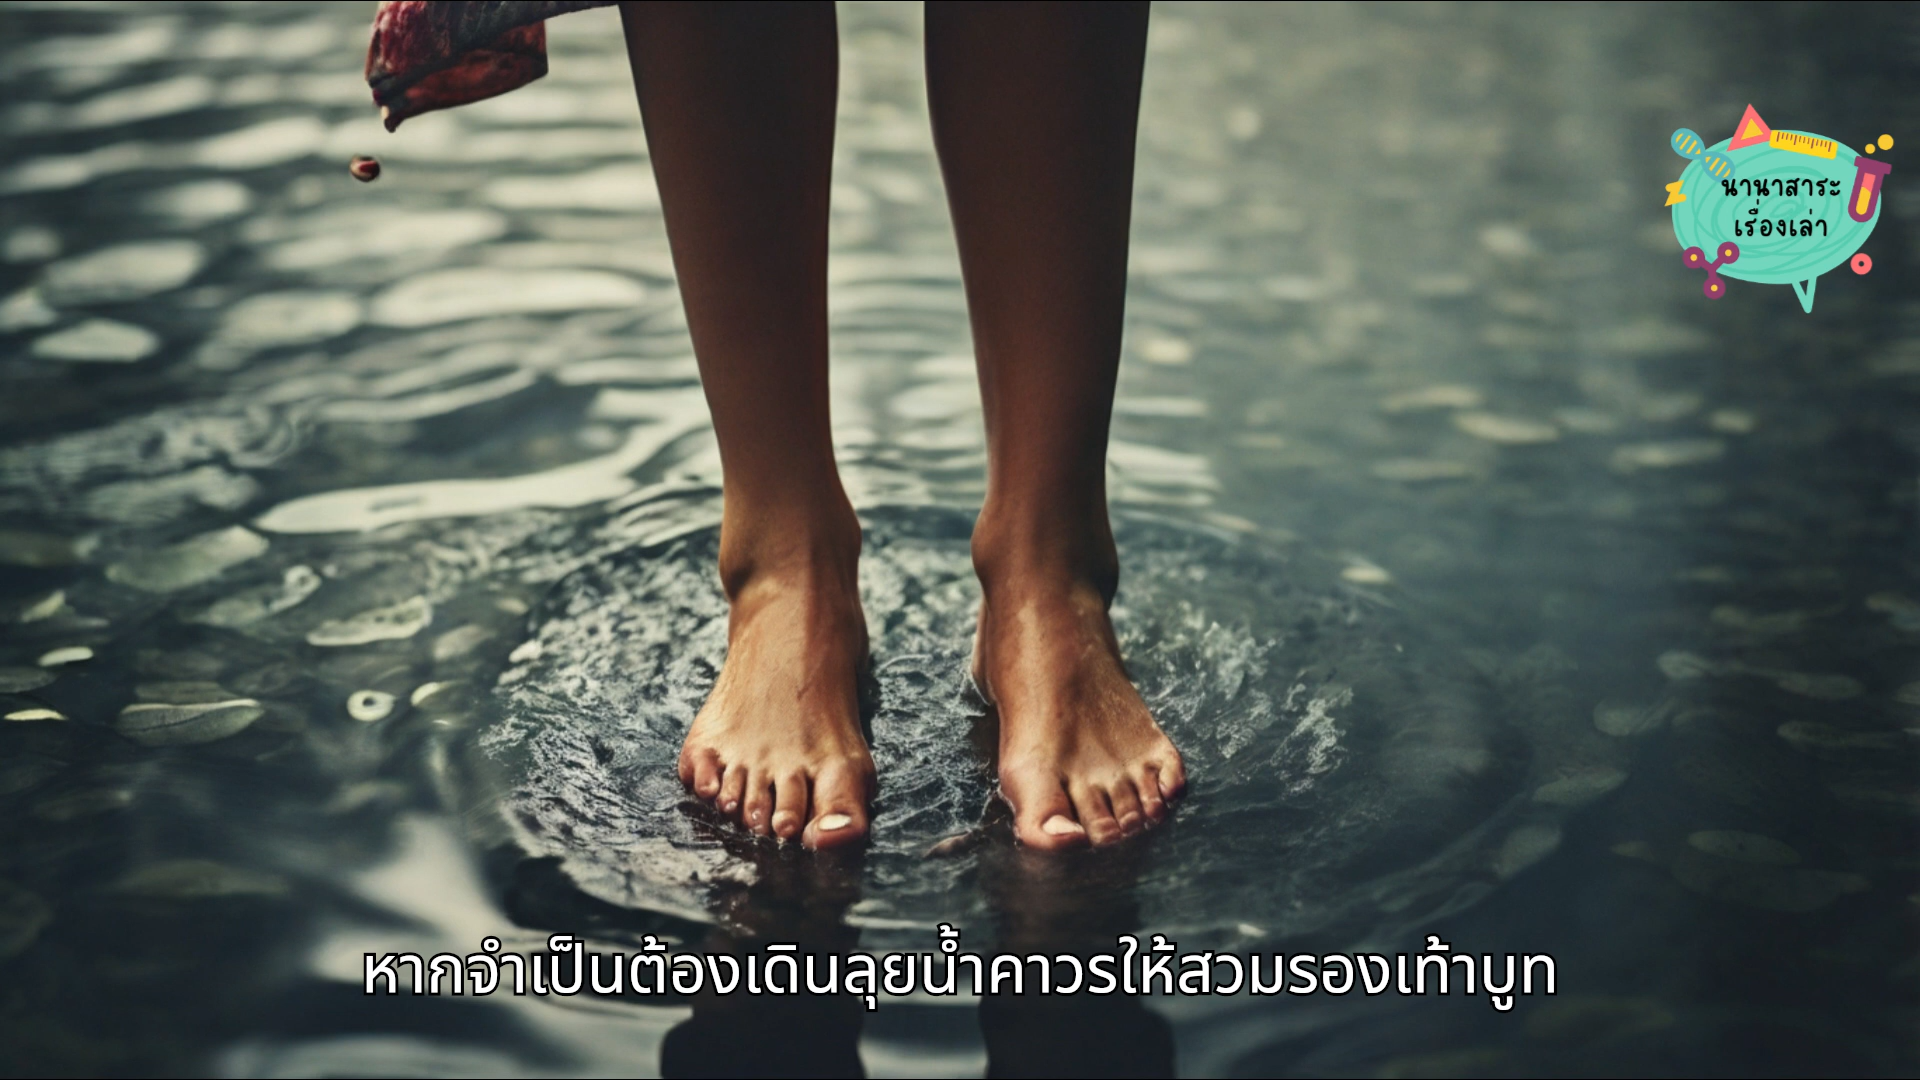 นานาสาระ
เรื่องเล่า
หากจำเป็นต้องเดินลุยน้ำคาวรให้สวมรองเท้าบูท